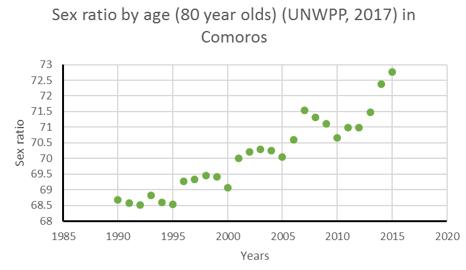 Sex ratio by age (80 year olds) (UNWPP, 2017) in
Comoros
73
72.5
72
71.5
71
70.5
70
69.5
69
68.5
68
Sex ratio
1985 1990 1995 2000 2005 2010 2015 2020
Years